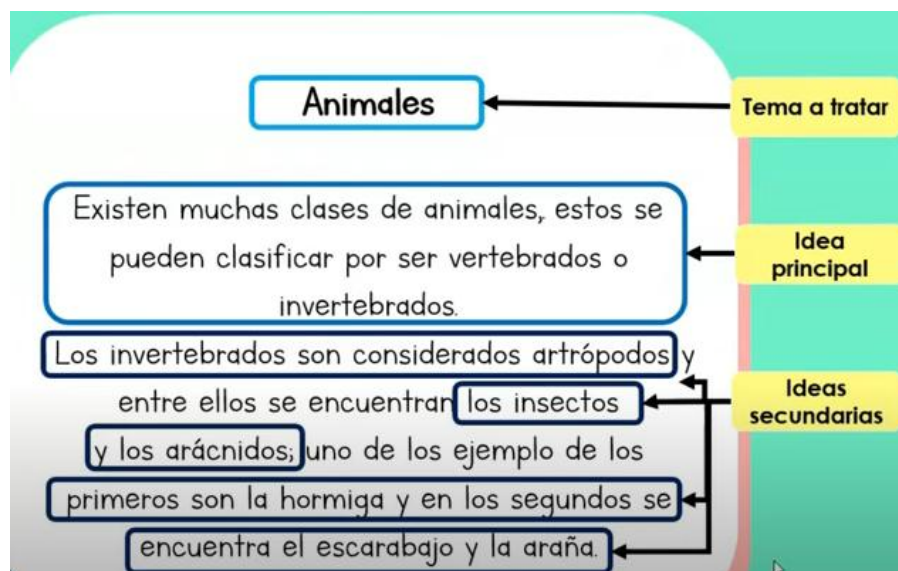 Animales
Tema a tratar
Existen muchas clases de animales, estos se
pueden clasificar por ser vertebrados o
invertebrados.
Idea
principal
Los invertebrados son considerados artrópodos y
entre ellos se encuentran los insectos
y los arácnidos; uno de los ejemplo de los
primeros son la hormiga y en los segundos se
encuentra el escarabajo y la araña.
Ideas
secundarias